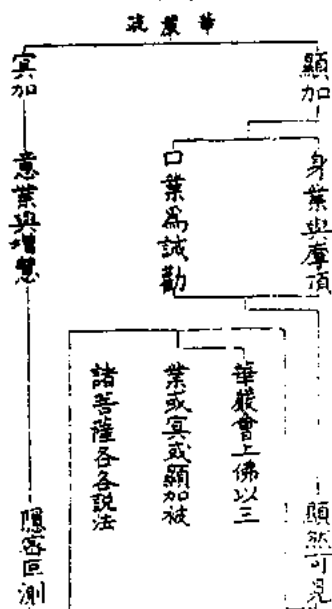 華嚴疏
顯加
身業與摩頂
口業爲誠勸
顯然可見
華嚴會上佛以三
業或冥或顯加被
諸菩薩各各說法
冥加
意業與增慧
隱密叵測